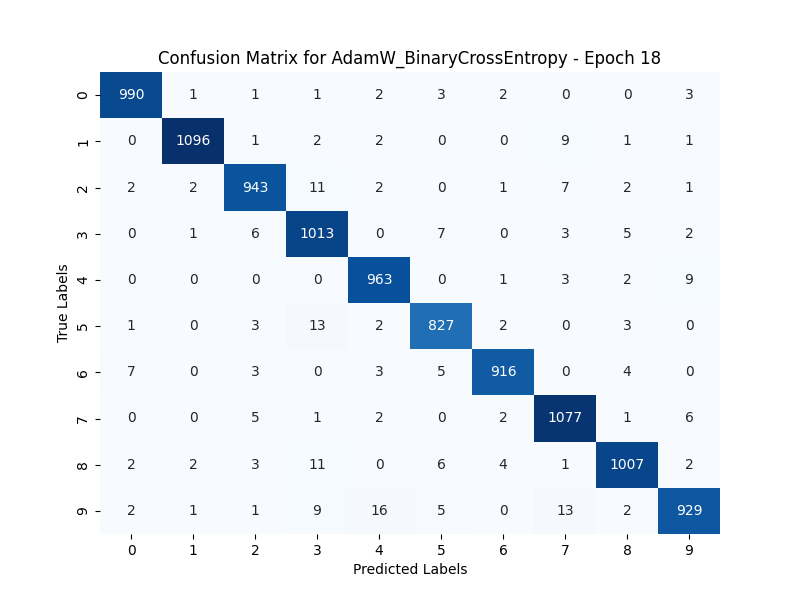 Confusion Matrix for AdamW_BinaryCrossEntropy - Epoch 18
0 990 1 1 1 2 3 2 0 0 3
1 0 1096 1 2 2 0 0 9 1 1
2 2 2 943 11 2 0 1 7 2 1
3 0 1 6 1013 0 7 0 3 5 2
4 0 0 0 0 963 0 1 3 2 9
5 1 0 3 13 2 827 2 0 3 0
6 7 0 3 0 3 5 916 0 4 0
7 0 0 5 1 2 0 2 1077 1 6
8 2 2 3 11 0 6 4 1 1007 2
9 2 1 1 9 16 5 0 13 2 929
0 1 2 3 4 5 6 7 8 9
True Labels
Predicted Labels